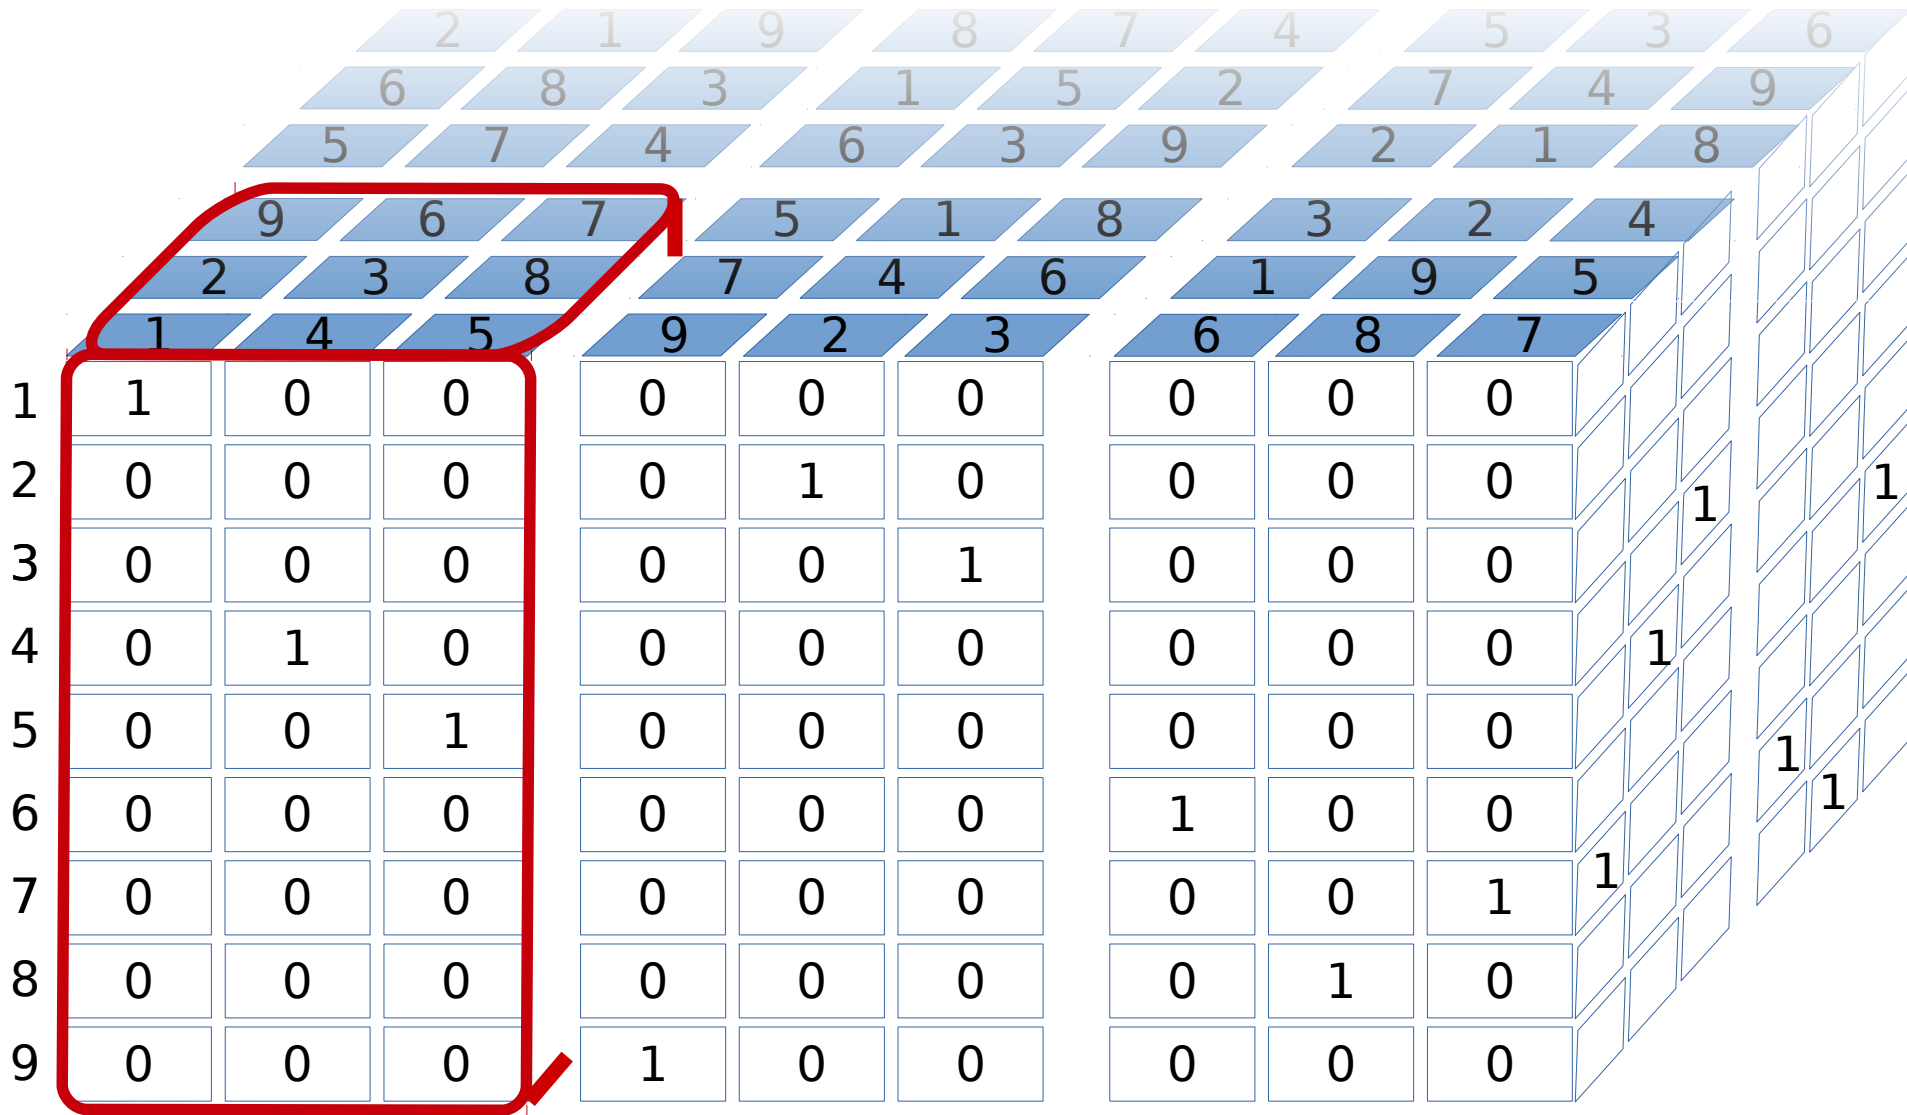 2 1 9 8 7 4 5 3 6
6 8 3 1 5 2 7 4 9
5 7 4 6 3 9 2 1 8
9 6 7 5 1 8 3 2 4
2 3 8 7 4 6 1 9 5
1 4 5 9 2 3 6 8 7
1 1 0 0 0 0 0 0 0 0
2 0 0 0 0 1 0 0 0 0 1 1
3 0 0 0 0 0 1 0 0 0
4 0 1 0 0 0 0 0 0 0 1
5 0 0 1 0 0 0 0 0 0 1
6 0 0 0 0 0 0 1 0 0 1
7 0 0 0 0 0 0 0 0 1 1
8 0 0 0 0 0 0 0 1 0
9 0 0 0 1 0 0 0 0 0